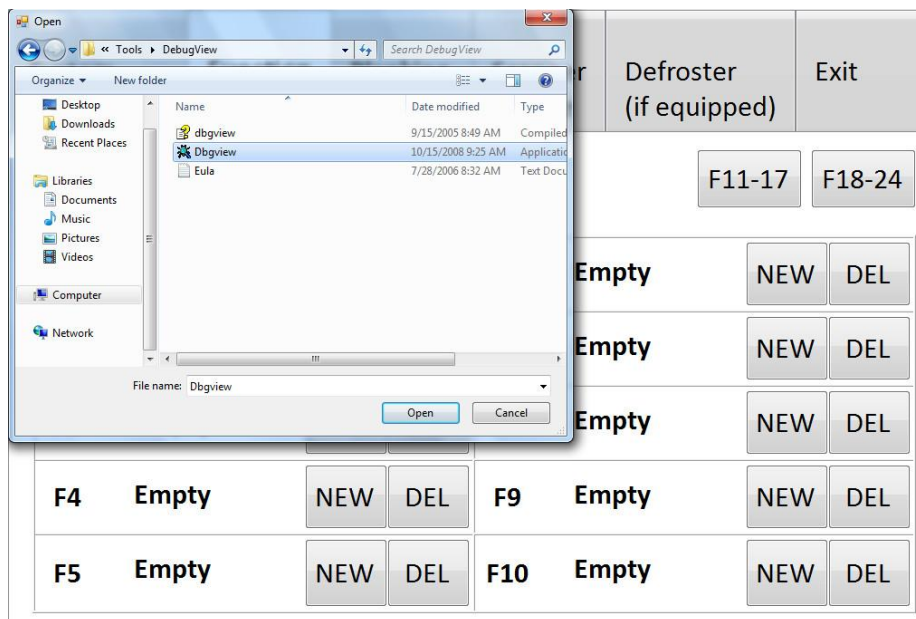 Open
« Tools ▸ DebugView
Search DebugView
Organize ▾ New folder
Desktop
Downloads
Recent Places
Libraries
Documents
Music
Pictures
Videos
Computer
Network
Name Date modified Type
dbgview 9/15/2005 8:49 AM Compiled
Dbgview 10/15/2008 9:25 AM Applicatio
Eula 7/28/2006 8:32 AM Text Docu
File name: Dbgview
Open Cancel
Defroster
(if equipped)
Exit
F11-17 F18-24
Empty NEW DEL
Empty NEW DEL
Empty NEW DEL
F4 Empty NEW DEL F9 Empty NEW DEL
F5 Empty NEW DEL F10 Empty NEW DEL